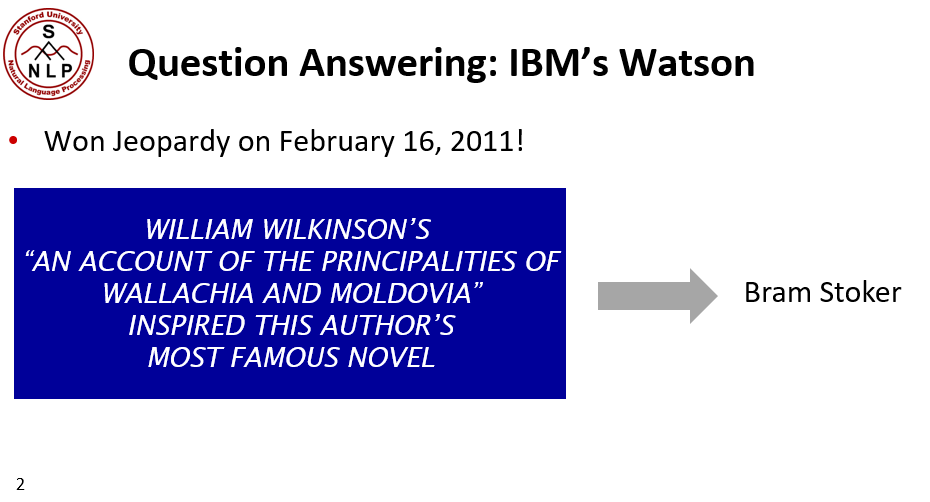 Stanford University
S
NLP
Natural Language Processing
Question Answering: IBM’s Watson
• Won Jeopardy on February 16, 2011!
WILLIAM WILKINSON’S
“AN ACCOUNT OF THE PRINCIPALITIES OF
WALLACHIA AND MOLDOVIA”
INSPIRED THIS AUTHOR’S
MOST FAMOUS NOVEL
Bram Stoker
2